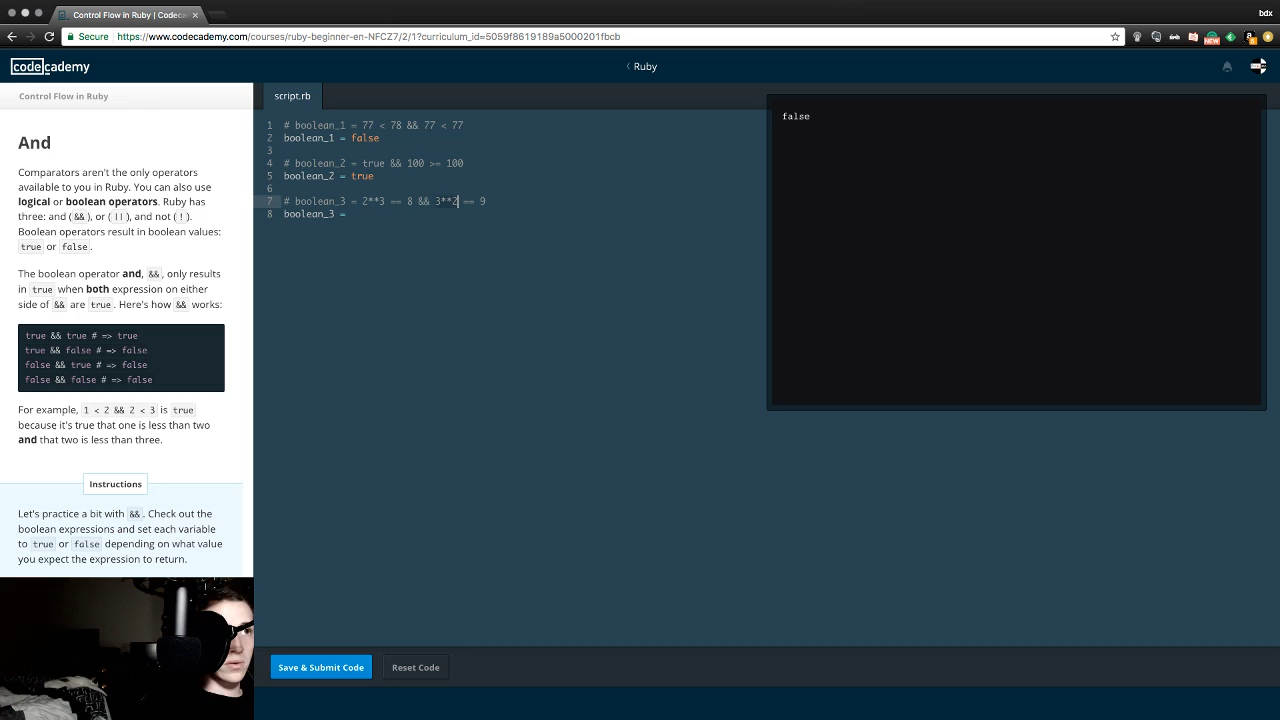 Control Flow in Ruby | Codeca
bdx
Secure
https://www.codecademy.com/courses/ruby-beginner-en-NFCZ7/2/1?curriculum_id=5059f8619189a5000201fbcb
NEW
codecademy
Ruby
Control Flow in Ruby
script.rb
And
Comparators aren't the only operators
available to you in Ruby. You can also use
logical or boolean operators. Ruby has
three: and (&&), or (||), and not (!).
Boolean operators result in boolean values:
true or false.
The boolean operator and, &&, only results
in true when both expression on either
side of && are true. Here's how && works:
true && true # => true
true && false # => false
false && true # => false
false && false # => false
For example, 1 < 2 && 2 < 3 is true
because it's true that one is less than two
and that two is less than three.
Instructions
Let's practice a bit with &&. Check out the
boolean expressions and set each variable
to true or false depending on what value
you expect the expression to return.
1 # boolean_1 = 77 < 78 && 77 < 77
2 boolean_1 = false
3
4 # boolean_2 = true && 100 >= 100
5 boolean_2 = true
6
7 # boolean_3 = 2**3 == 8 && 3**2 == 9
8 boolean_3 =
false
Save & Submit Code
Reset Code